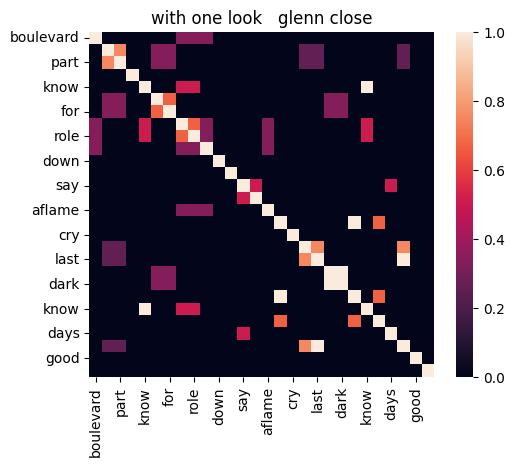 with one look   glenn close
boulevard
part
know
for
role
down
say
aflame
cry
last
dark
know
days
good
1.0
0.8
0.6
0.4
0.2
0.0
boulevard
part
know
for
role
down
say
aflame
cry
last
dark
know
days
good